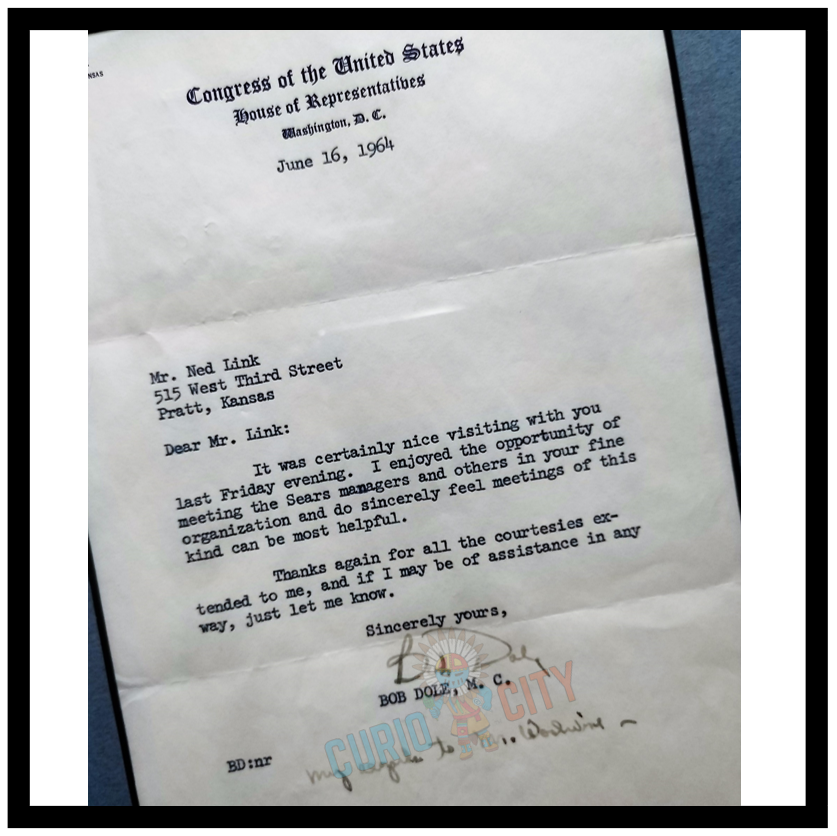 NSAS
Congress of the United States
House of Representatives
Washington, D. C.
June 16, 1964
Mr. Ned Link
515 West Third Street
Pratt, Kansas
Dear Mr. Link:
It was certainly nice visiting with you
last Friday evening. I enjoyed the opportunity of
meeting the Sears managers and others in your fine
organization and do sincerely feel meetings of this
kind can be most helpful.
Thanks again for all the courtesies ex-
tended to me, and if I may be of assistance in any
way, just let me know.
Sincerely yours,
Bob Dole
BOB DOLE, M. C.
CURIO CITY
BD:nr
my to Mr.